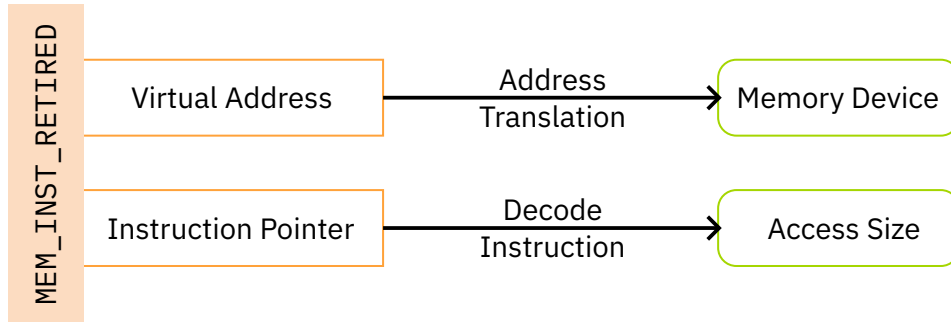 MEM_INST_RETIRED
Virtual Address
Address
Translation
Memory Device
Instruction Pointer
Decode
Instruction
Access Size